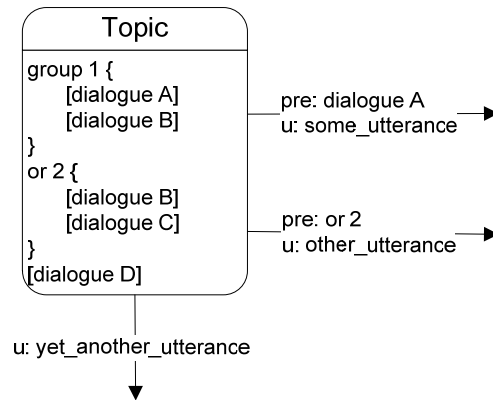 Topic
group 1 {
[dialogue A]
[dialogue B]
}
or 2 {
[dialogue B]
[dialogue C]
}
[dialogue D]
pre: dialogue A
u: some_utterance
pre: or 2
u: other_utterance
u: yet_another_utterance